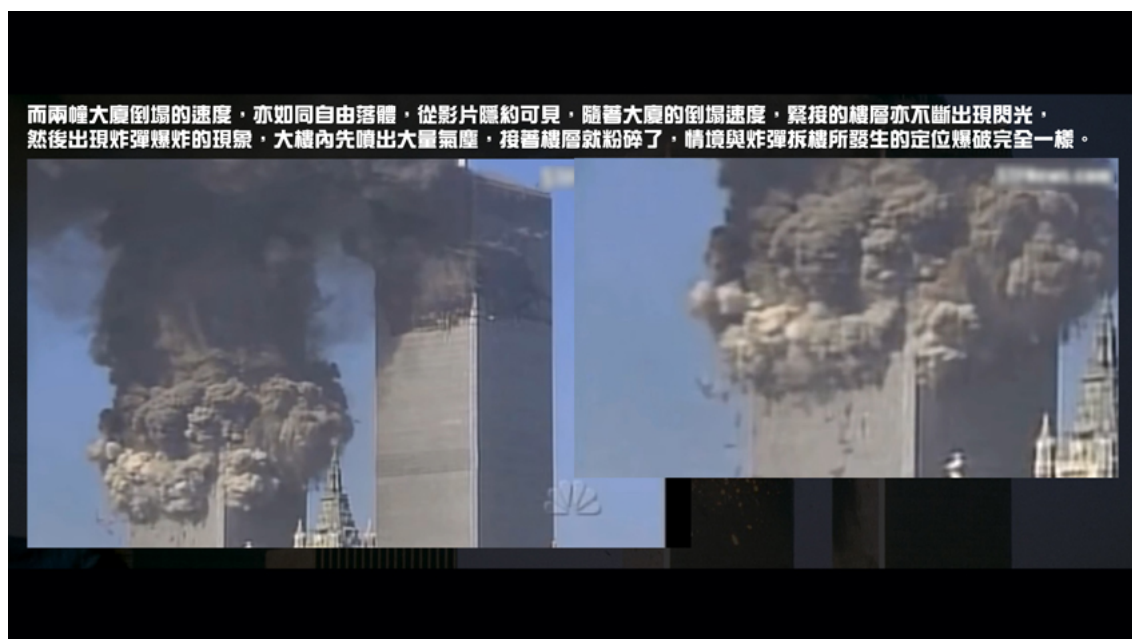 而兩幢大廈倒塌的速度，亦如同自由落體，從影片隱約可見，隨著大廈的倒塌速度，緊接的樓層亦不斷出現閃光，
然後出現炸彈爆炸的現象，大樓內先噴出大量氣塵，接著樓層就粉碎了，情境與炸彈拆樓所發生的定位爆破完全一樣。